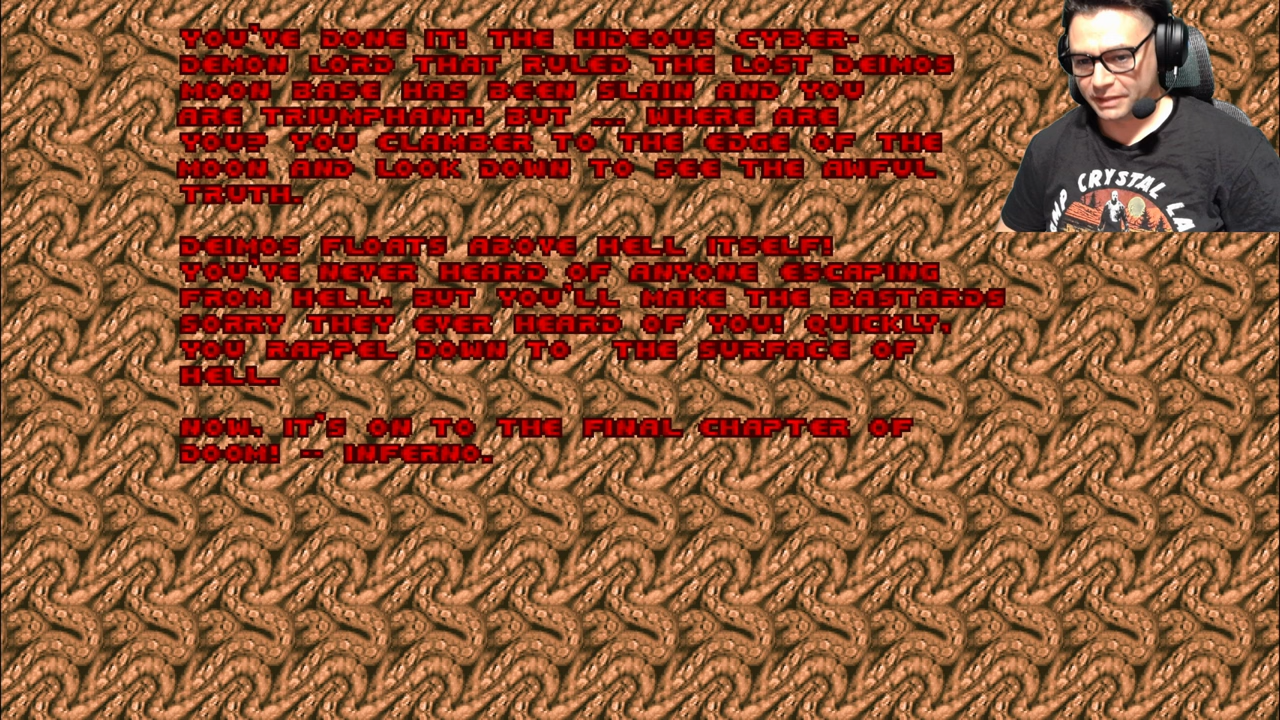 YOU'VE DONE IT! THE HIDEOUS CYBER-
DEMON LORD THAT RULED THE LOST DEIMOS
MOON BASE HAS BEEN SLAIN AND YOU
ARE TRIUMPHANT! BUT ... WHERE ARE
YOU? YOU CLAMBER TO THE EDGE OF THE
MOON AND LOOK DOWN TO SEE THE AWFUL
TRUTH.
DEIMOS FLOATS ABOVE HELL ITSELF!
YOU'VE NEVER HEARD OF ANYONE ESCAPING
FROM HELL, BUT YOU'LL MAKE THE BASTARDS
SORRY THEY EVER HEARD OF YOU! QUICKLY,
YOU RAPPEL DOWN TO  THE SURFACE OF
HELL.
NOW, IT'S ON TO THE FINAL CHAPTER OF
DOOM! -- INFERNO.
CRYSTAL